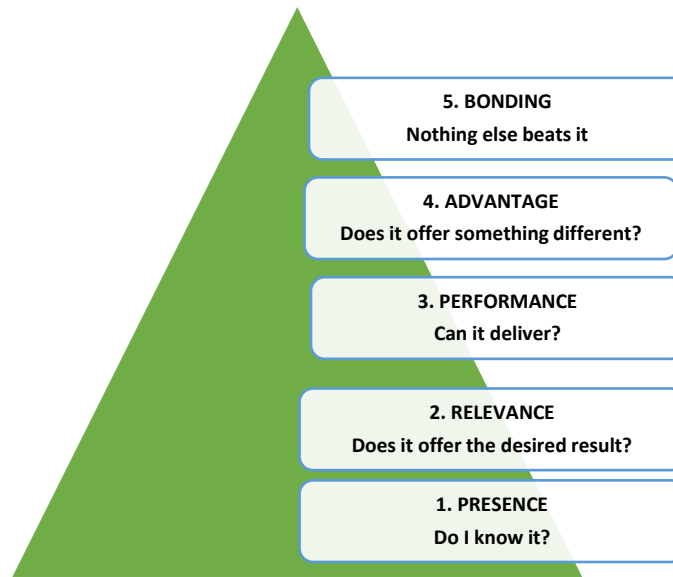 5. BONDING
Nothing else beats it
4. ADVANTAGE
Does it offer something different?
3. PERFORMANCE
Can it deliver?
2. RELEVANCE
Does it offer the desired result?
1. PRESENCE
Do I know it?